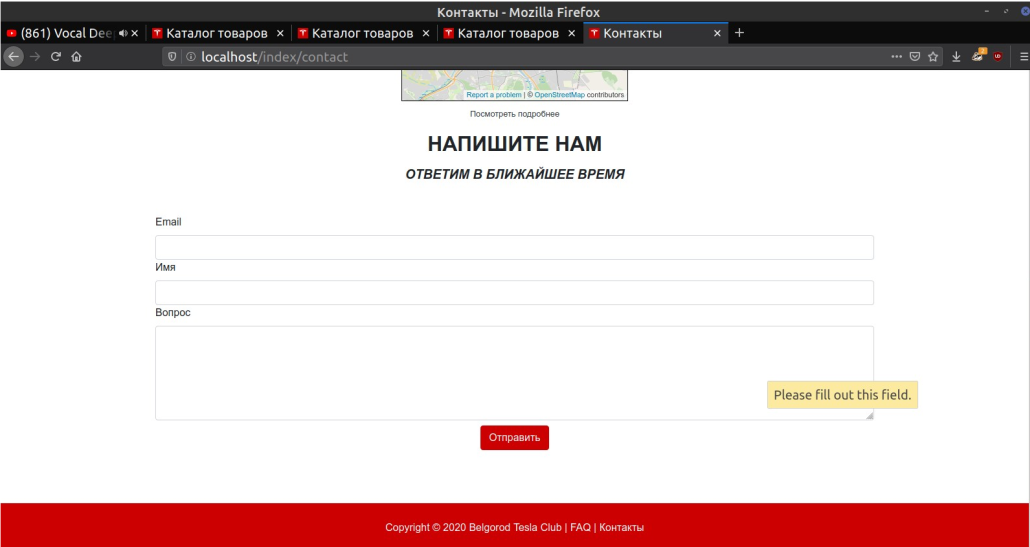 Контакты - Mozilla Firefox
(861) Vocal Dee
Каталог товаров
Каталог товаров
Каталог товаров
Контакты
localhost/index/contact
Report a problem | © OpenStreetMap contributors
Посмотреть подробнее
НАПИШИТЕ НАМ
ОТВЕТИМ В БЛИЖАЙШЕЕ ВРЕМЯ
Email
Имя
Вопрос
Please fill out this field.
Отправить
Copyright © 2020 Belgorod Tesla Club | FAQ | Контакты